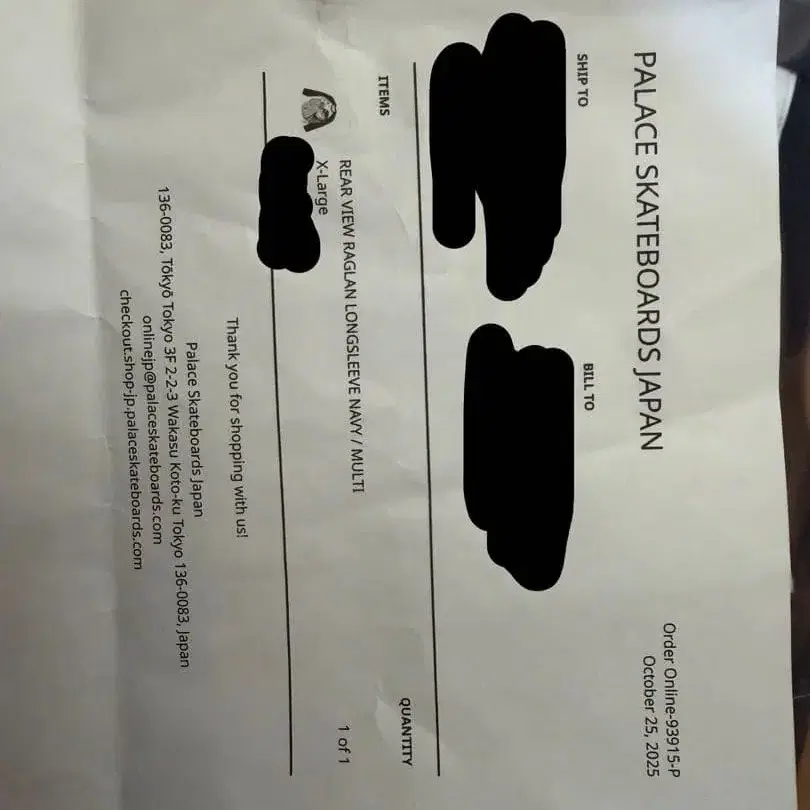 PALACE SKATEBOARDS JAPAN
Order Online-93915-P
October 25, 2025
SHIP TO
BILL TO
ITEMS
QUANTITY
REAR VIEW RAGLAN LONGSLEEVE NAVY / MULTI
1 of 1
X-Large
Thank you for shopping with us!
Palace Skateboards Japan
136-0083, Tōkyō Tokyo 3F 2-2-3 Wakasu Koto-ku Tokyo 136-0083, Japan
onlinejp@palaceskateboards.com
checkout.shop-jp.palaceskateboards.com